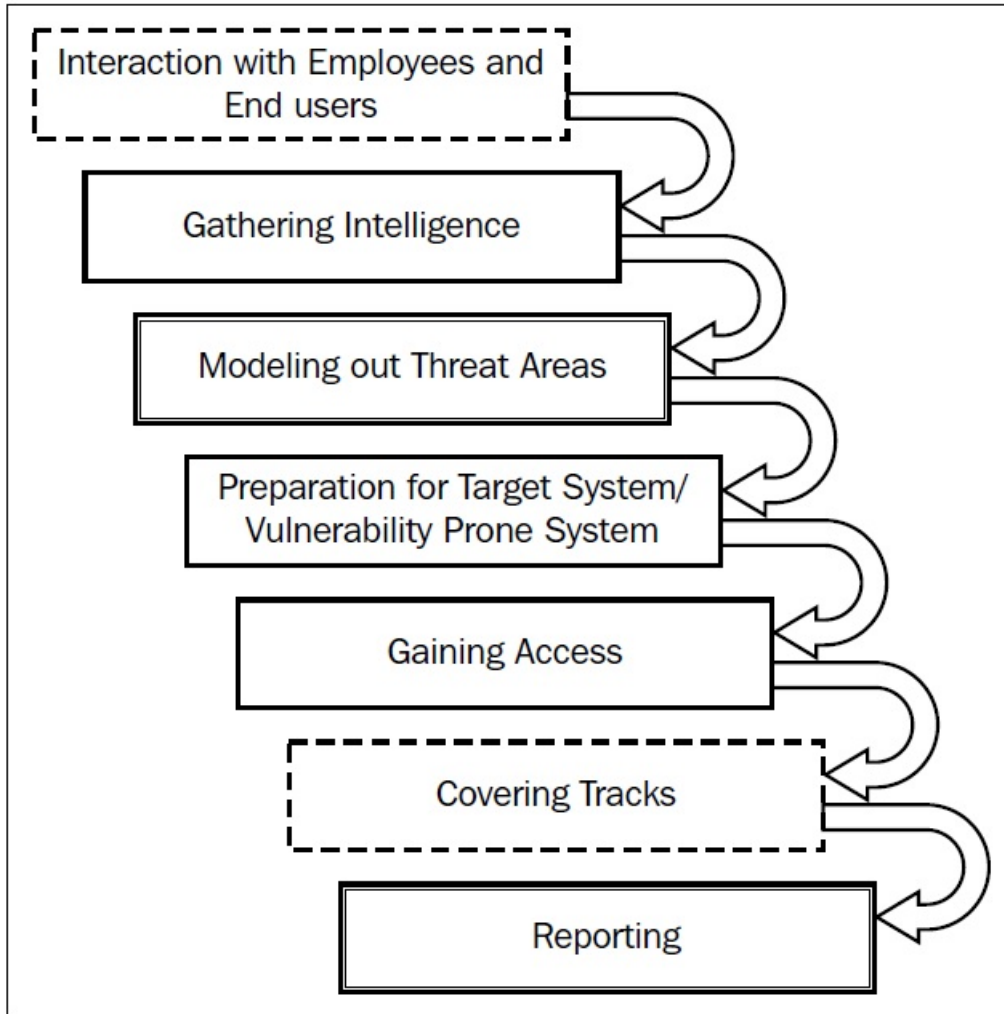 Interaction with Employees and
End users
Gathering Intelligence
Modeling out Threat Areas
Preparation for Target System/
Vulnerability Prone System
Gaining Access
Covering Tracks
Reporting